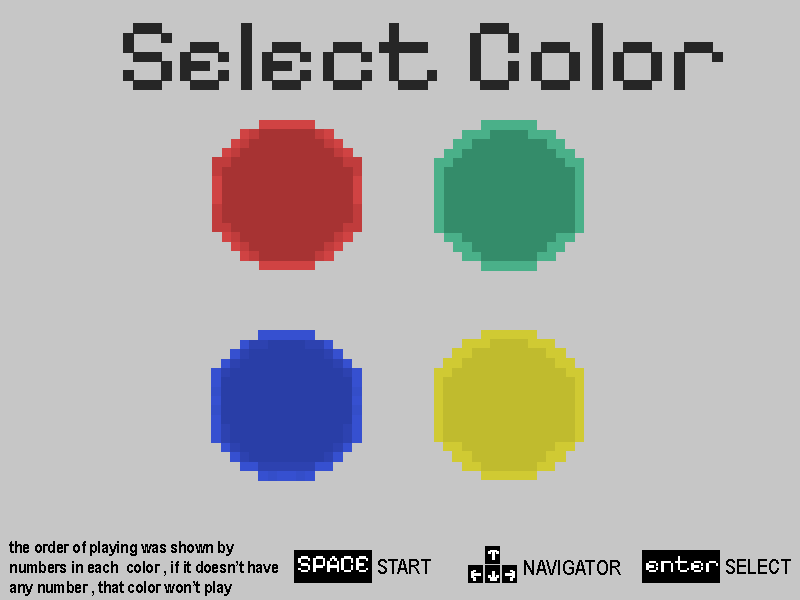 Select Color
the order of playing was shown by
numbers in each color , if it doesn't have
any number , that color won't play
SPACE START
↑
←↓→ NAVIGATOR
enter SELECT